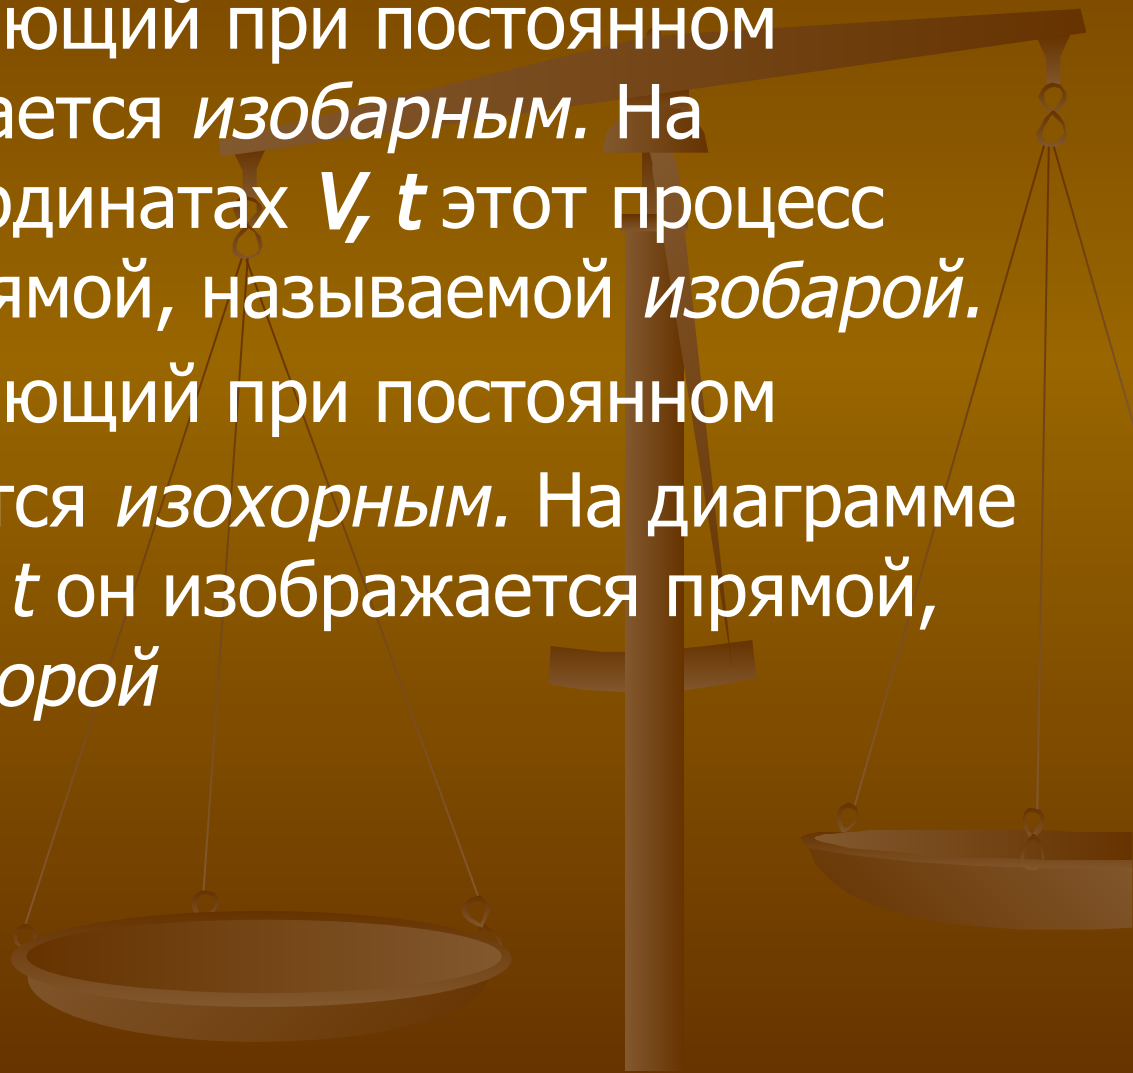 ющий при постоянном
ается изобарным. На
рдинатах V, t этот процесс
ямой, называемой изобарой.
ющий при постоянном
тся изохорным. На диаграмме
t он изображается прямой,
орой